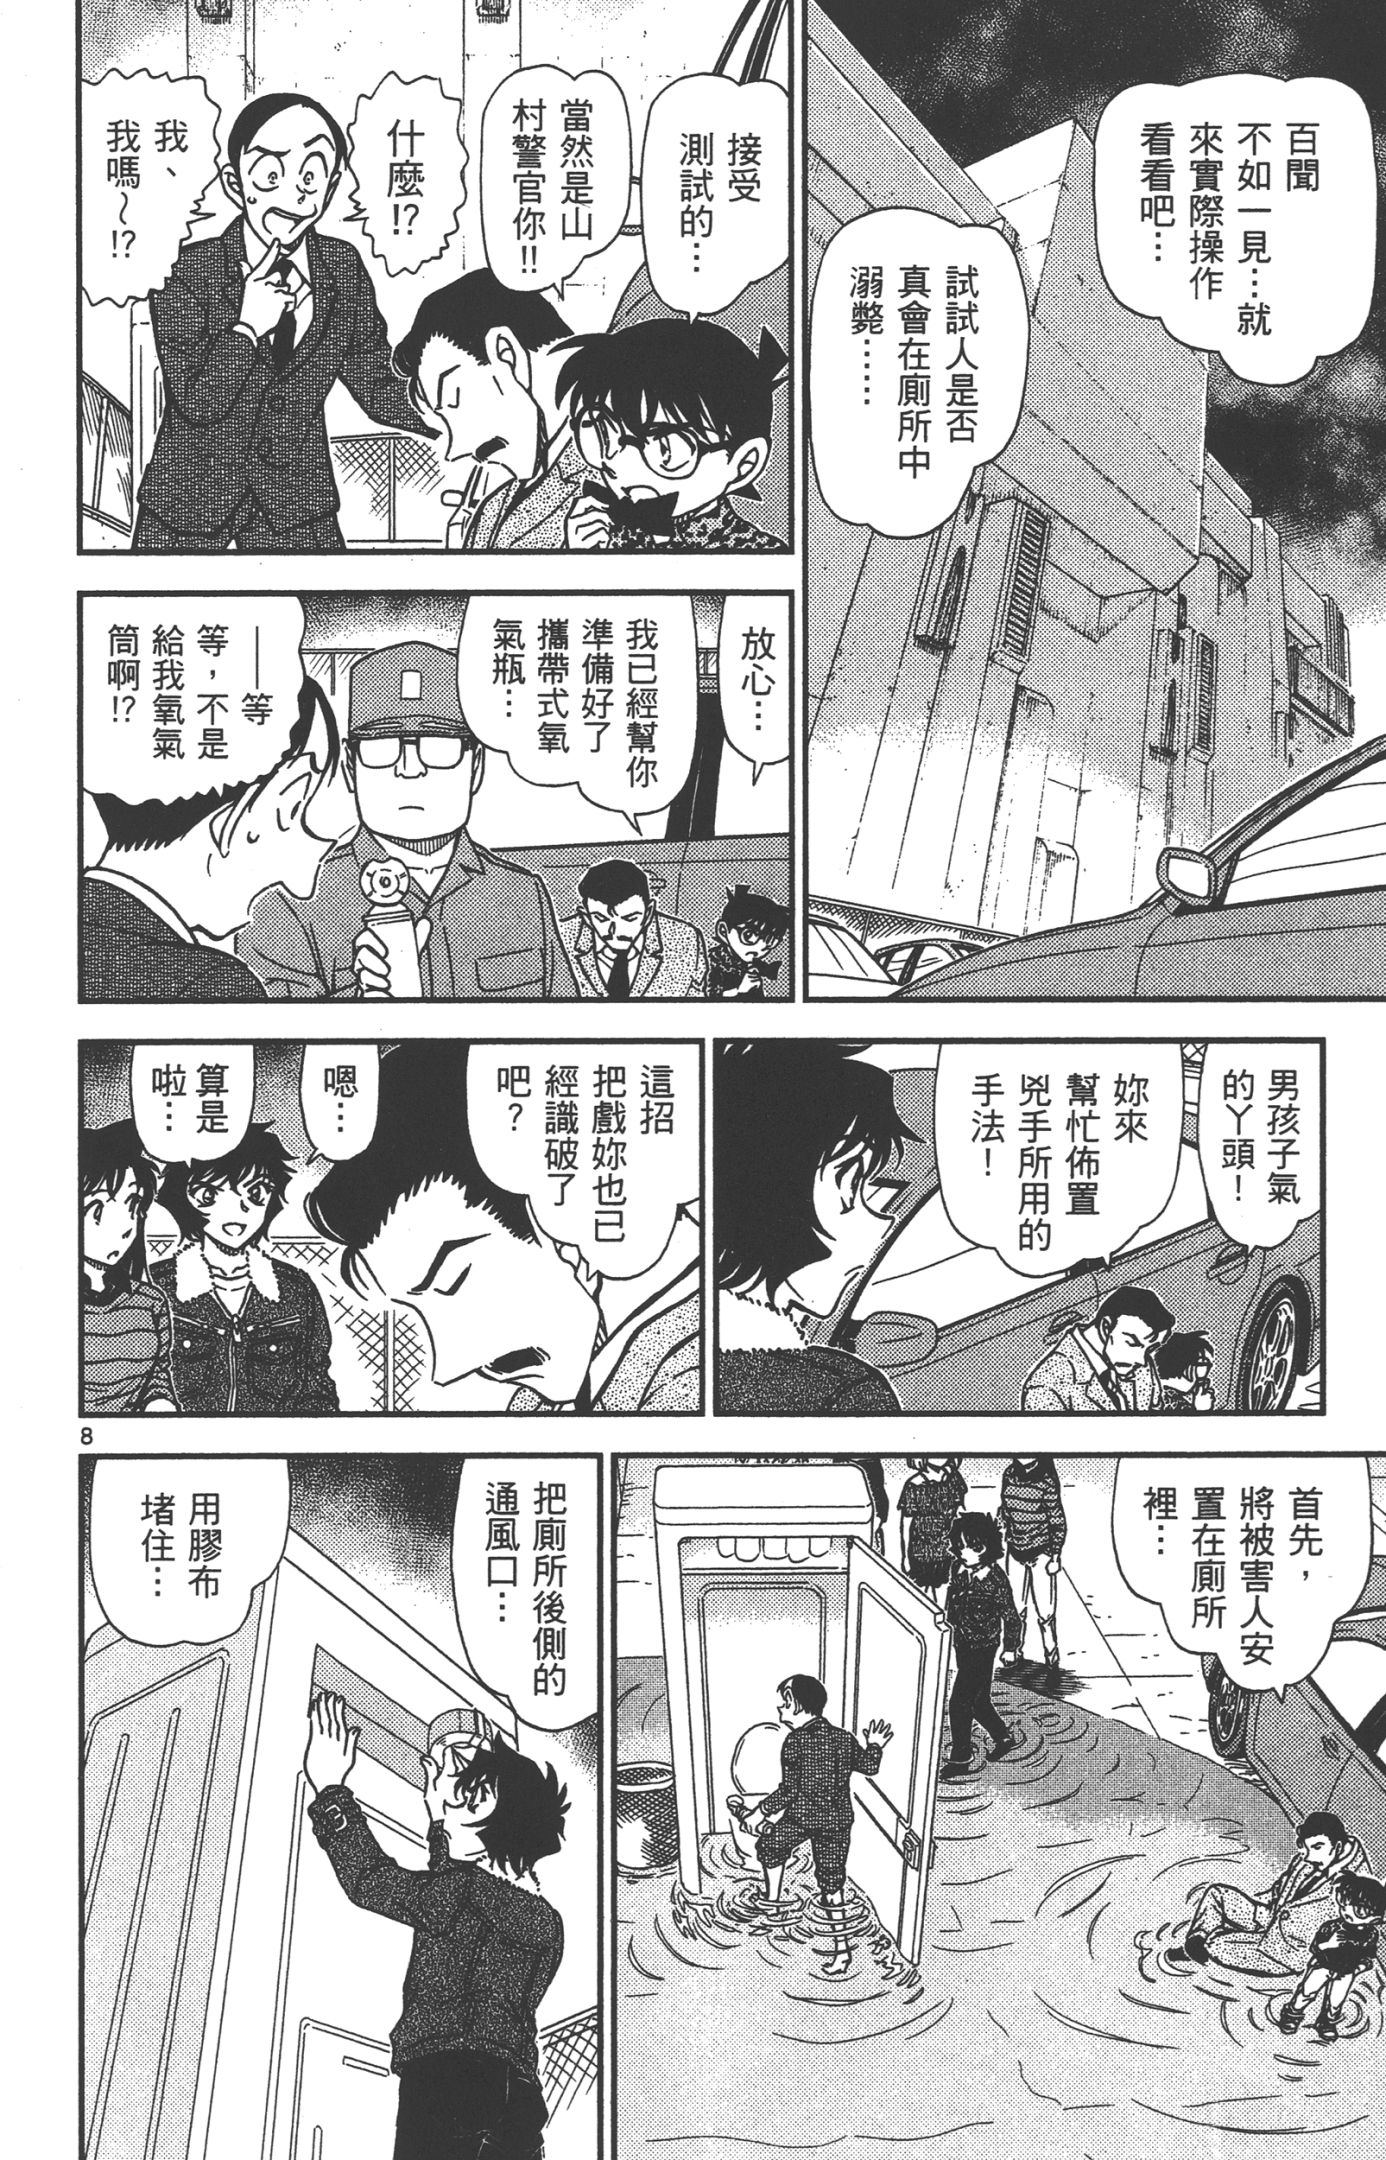 百聞
不如一見…就
來實際操作
看看吧…
試試人是否
真會在廁所中
溺斃……
接受
測試的…
當然是山
村警官你!!
什麼!?
我、
我嗎～!?
放心…
我已經幫你
準備好了
攜帶式氧
氣瓶…
——等
等，不是
給我氧氣
筒啊!?
男孩子氣
的丫頭！
妳來
幫忙佈置
兇手所用的
手法！
這招
把戲妳也已
經識破了
吧？
嗯…
算是
啦…
8
首先，
將被害人安
置在廁所
裡…
把廁所後側的
通風口…
用膠布
堵住…